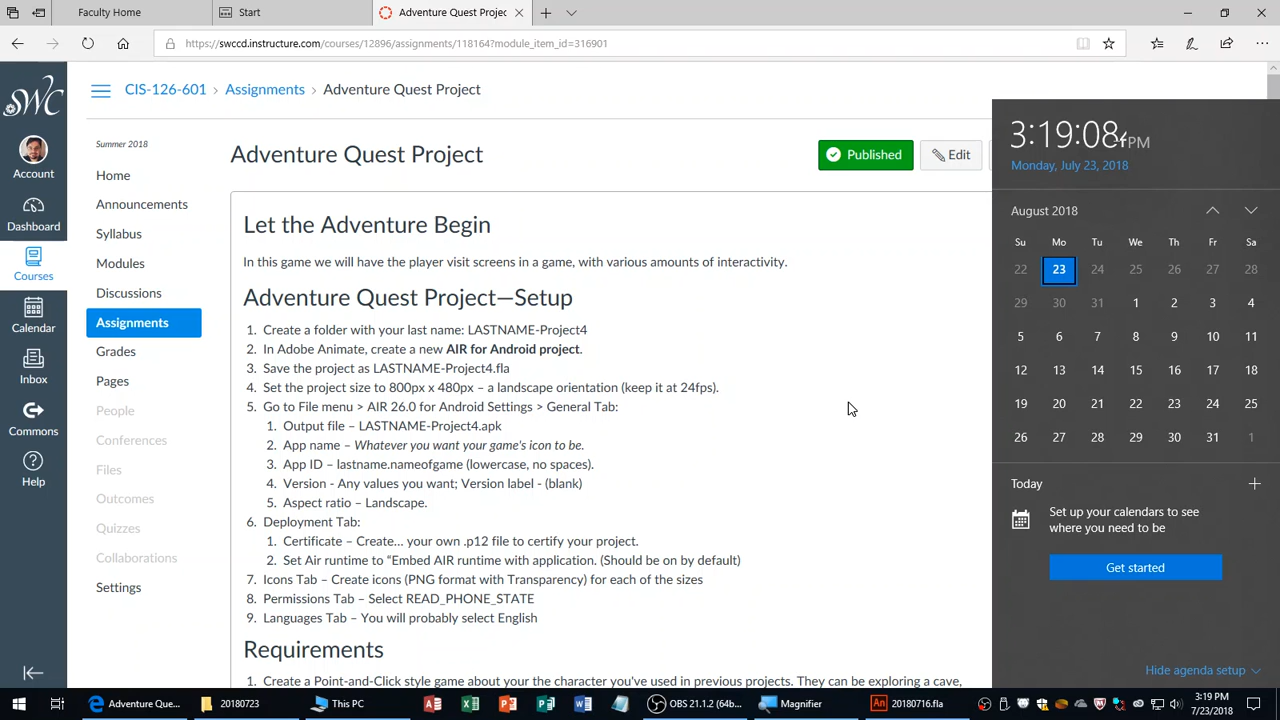 Faculty Home
Start
Adventure Quest Projec
https://swccd.instructure.com/courses/12896/assignments/118164?module_item_id=316901
SWC
Account
Dashboard
Courses
Calendar
Inbox
Commons
Help
CIS-126-601 › Assignments › Adventure Quest Project
Summer 2018
Home
Announcements
Syllabus
Modules
Discussions
Assignments
Grades
Pages
People
Conferences
Files
Outcomes
Quizzes
Collaborations
Settings
Adventure Quest Project
Published
Edit
Let the Adventure Begin
In this game we will have the player visit screens in a game, with various amounts of interactivity.
Adventure Quest Project—Setup
1. Create a folder with your last name: LASTNAME-Project4
2. In Adobe Animate, create a new AIR for Android project.
3. Save the project as LASTNAME-Project4.fla
4. Set the project size to 800px x 480px – a landscape orientation (keep it at 24fps).
5. Go to File menu > AIR 26.0 for Android Settings > General Tab:
1. Output file – LASTNAME-Project4.apk
2. App name – Whatever you want your game's icon to be.
3. App ID – lastname.nameofgame (lowercase, no spaces).
4. Version - Any values you want; Version label - (blank)
5. Aspect ratio – Landscape.
6. Deployment Tab:
1. Certificate – Create... your own .p12 file to certify your project.
2. Set Air runtime to “Embed AIR runtime with application. (Should be on by default)
7. Icons Tab – Create icons (PNG format with Transparency) for each of the sizes
8. Permissions Tab – Select READ_PHONE_STATE
9. Languages Tab – You will probably select English
Requirements
1. Create a Point-and-Click style game about your the character you've used in previous projects. They can be exploring a cave,
3:19:08 PM
Monday, July 23, 2018
August 2018
Su Mo Tu We Th Fr Sa
22 23 24 25 26 27 28
29 30 31 1 2 3 4
5 6 7 8 9 10 11
12 13 14 15 16 17 18
19 20 21 22 23 24 25
26 27 28 29 30 31 1
Today
Set up your calendars to see
where you need to be
Get started
Hide agenda setup
Adventure Que...
20180723
This PC
OBS 21.1.2 (64b...
Magnifier
An 20180716.fla
3:19 PM
7/23/2018